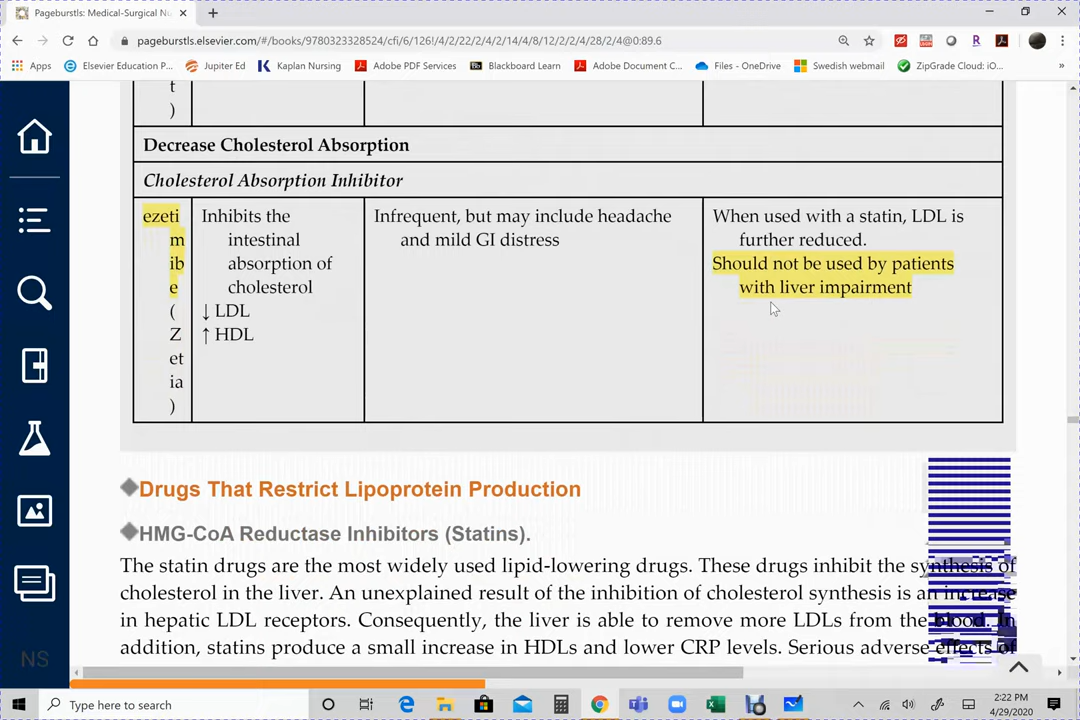 Pageburstls: Medical-Surgical Nu
pageburstls.elsevier.com/#/books/9780323328524/cfi/6/126!/4/2/22/4/2/14/4/8/12/2/2/4/28/2/4@0:89.6
Apps
Elsevier Education P...
Jupiter Ed
Kaplan Nursing
Adobe PDF Services
Blackboard Learn
Adobe Document C...
Files - OneDrive
Swedish webmail
ZipGrade Cloud: iO...
»
t
)
Decrease Cholesterol Absorption
Cholesterol Absorption Inhibitor
ezeti
m
ib
e
(
Z
et
ia
)
Inhibits the
intestinal
absorption of
cholesterol
↓ LDL
↑ HDL
Infrequent, but may include headache
and mild GI distress
When used with a statin, LDL is
further reduced.
Should not be used by patients
with liver impairment
Drugs That Restrict Lipoprotein Production
HMG-CoA Reductase Inhibitors (Statins).
The statin drugs are the most widely used lipid-lowering drugs. These drugs inhibit the synthesis of
cholesterol in the liver. An unexplained result of the inhibition of cholesterol synthesis is an increase
in hepatic LDL receptors. Consequently, the liver is able to remove more LDLs from the blood. In
addition, statins produce a small increase in HDLs and lower CRP levels. Serious adverse effects of
NS
Type here to search
2:22 PM
4/29/2020